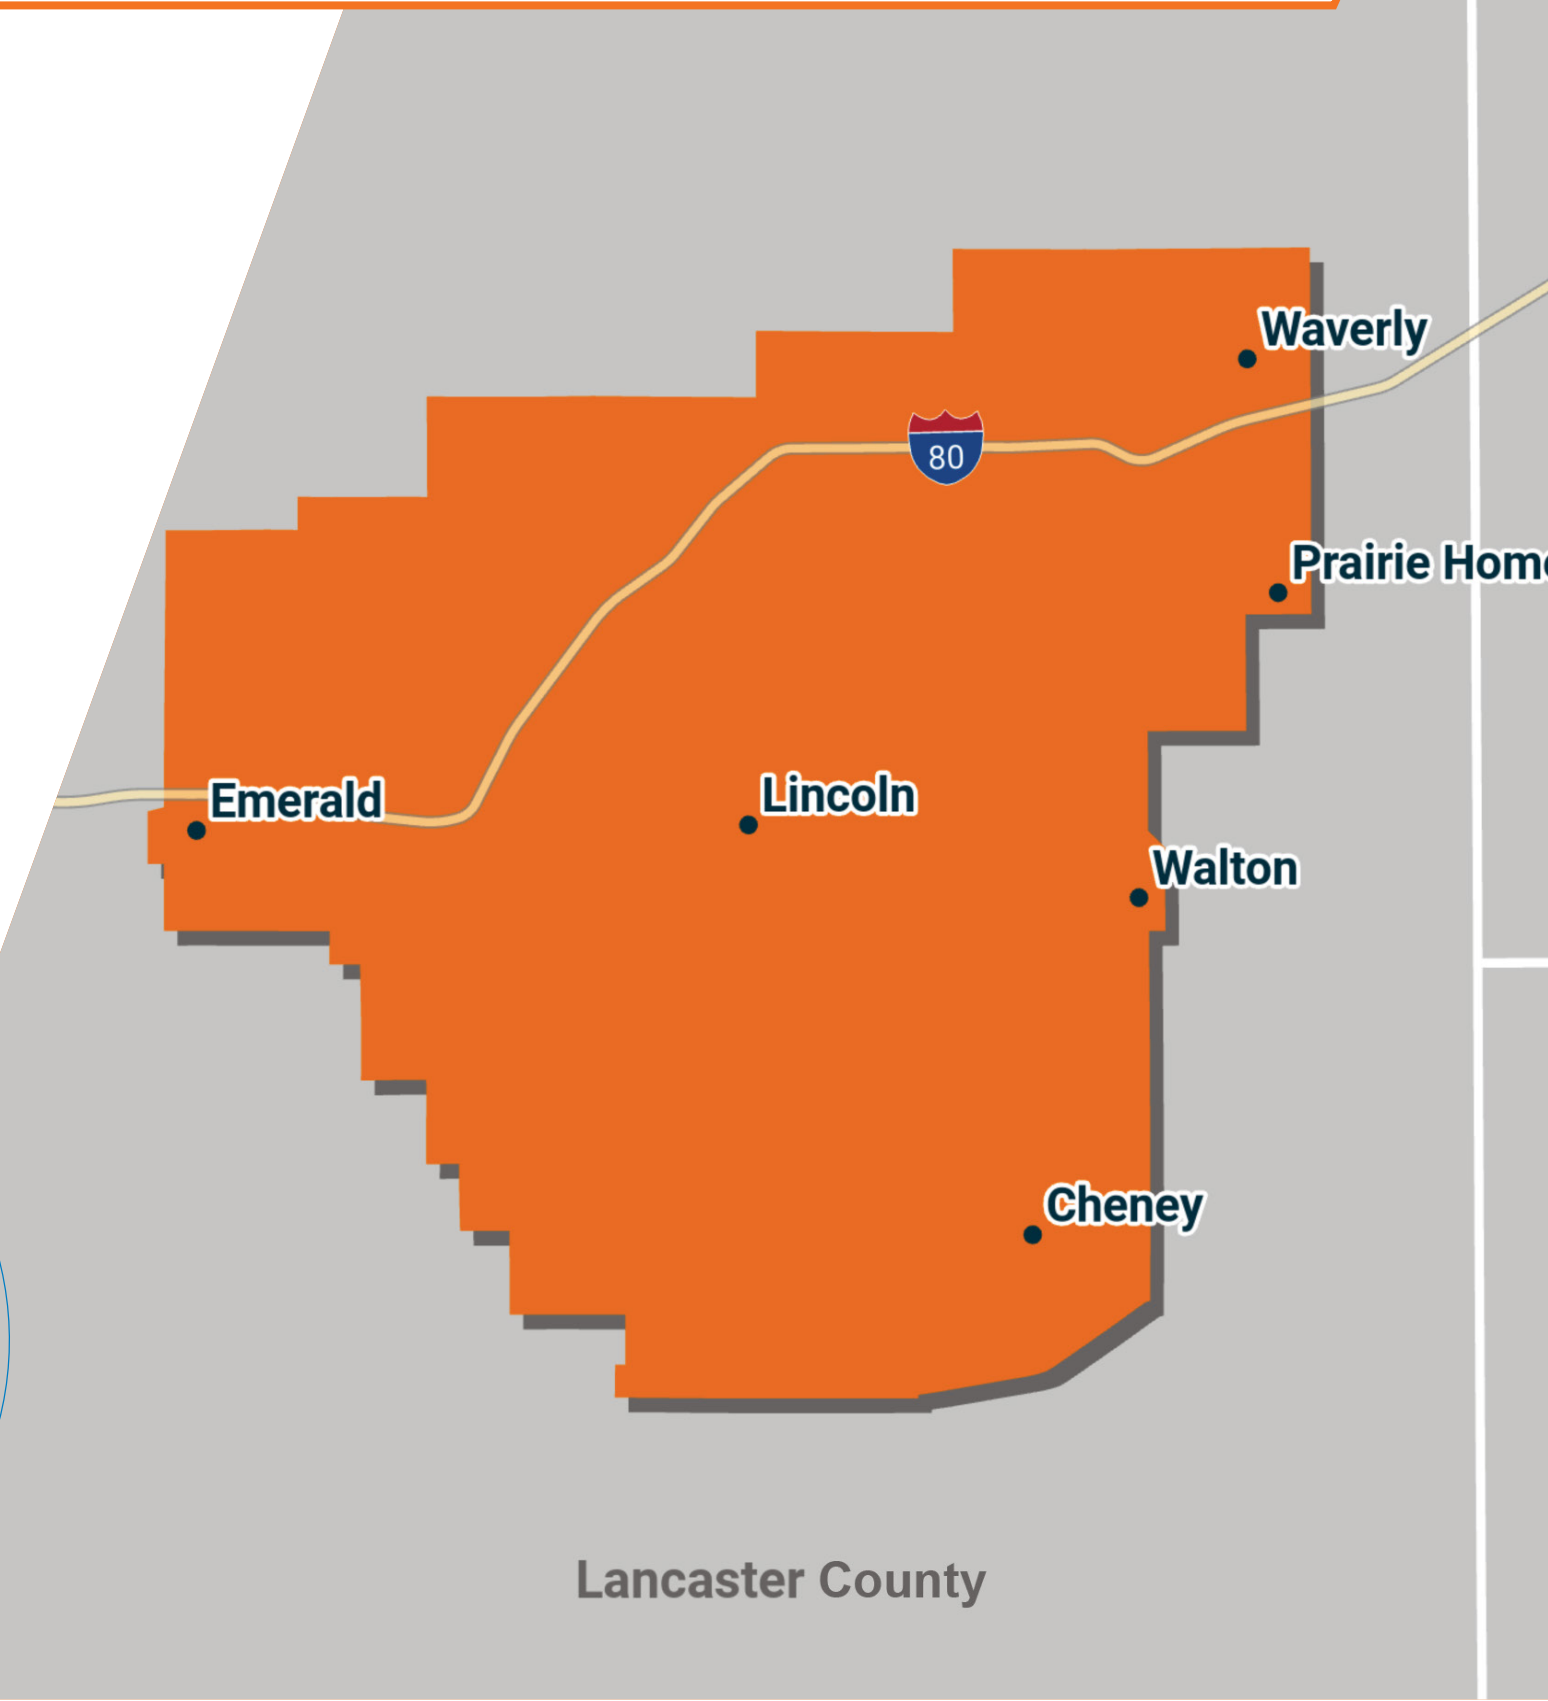 Waverly
80
Prairie Hom
Emerald
Lincoln
Walton
Cheney
Lancaster County